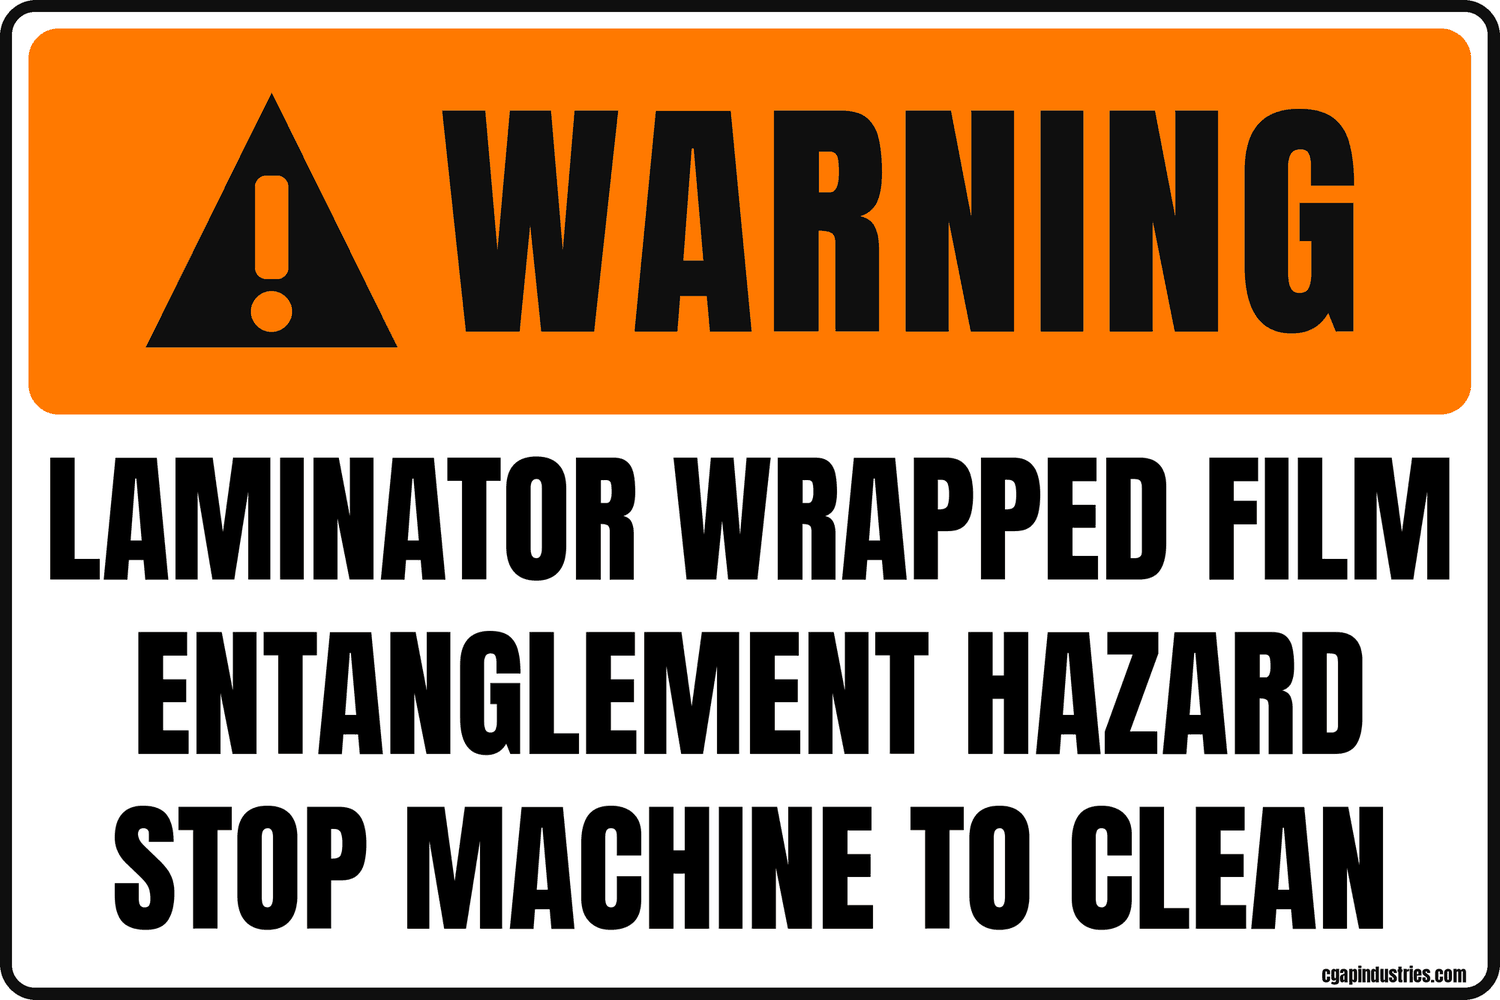 WARNING
LAMINATOR WRAPPED FILM
ENTANGLEMENT HAZARD
STOP MACHINE TO CLEAN
cgapindustries.com